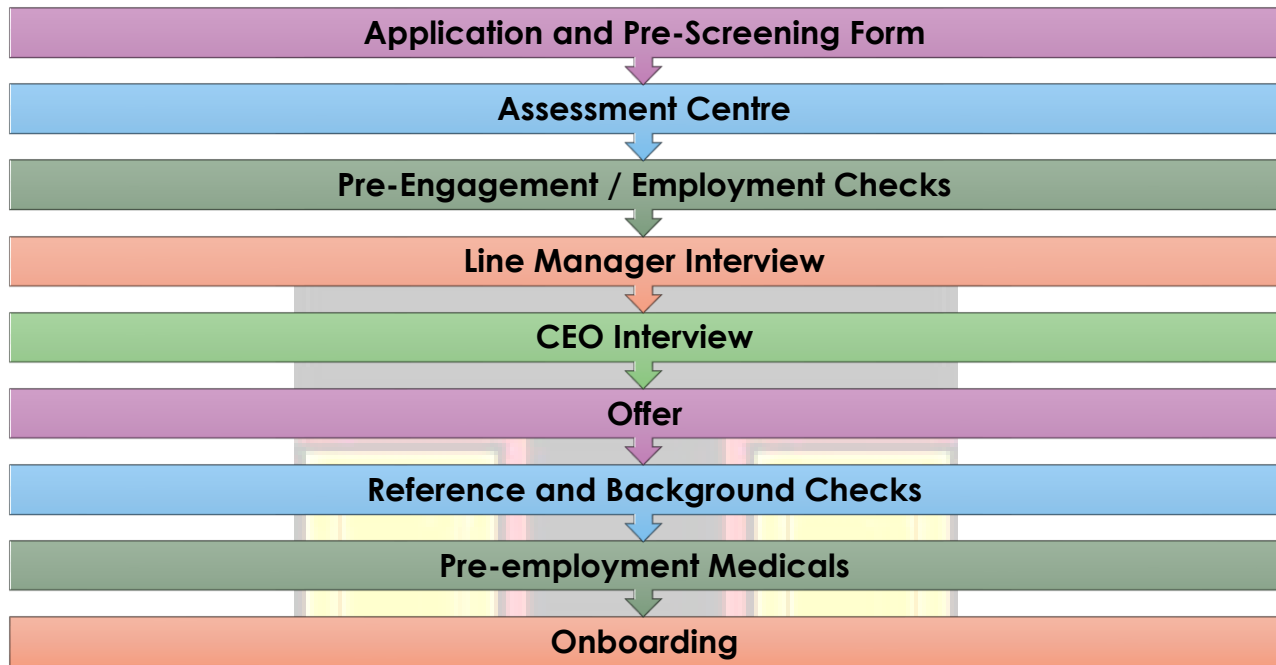 Application and Pre-Screening Form
Assessment Centre
Pre-Engagement / Employment Checks
Line Manager Interview
CEO Interview
Offer
Reference and Background Checks
Pre-employment Medicals
Onboarding